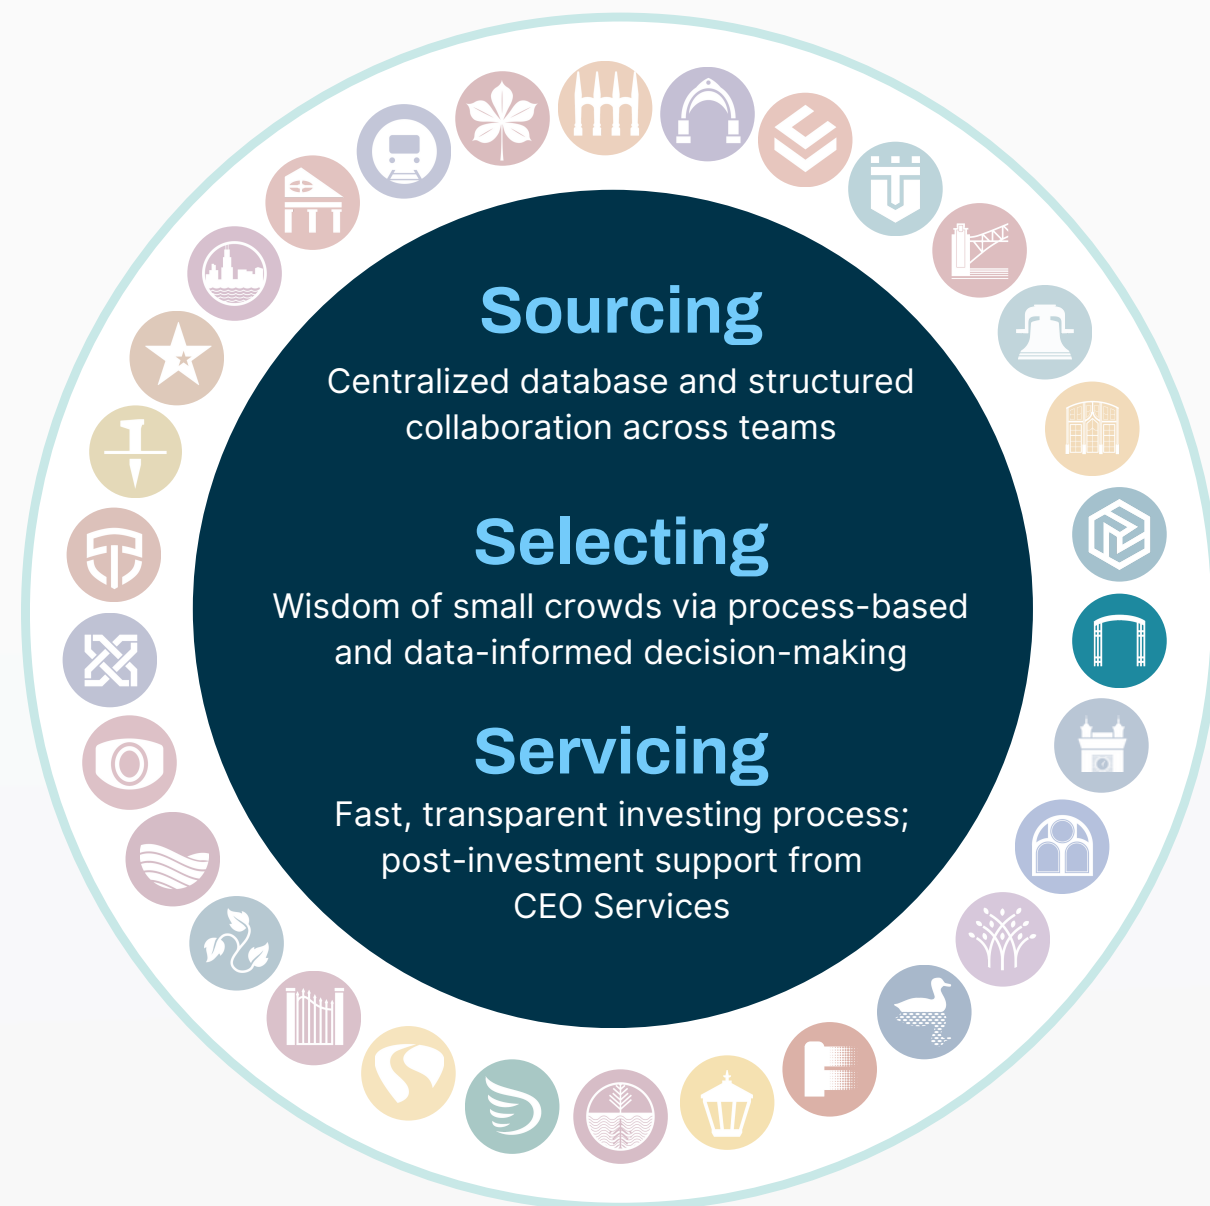 Sourcing
Centralized database and structured
collaboration across teams
Selecting
Wisdom of small crowds via process-based
and data-informed decision-making
Servicing
Fast, transparent investing process;
post-investment support from
CEO Services